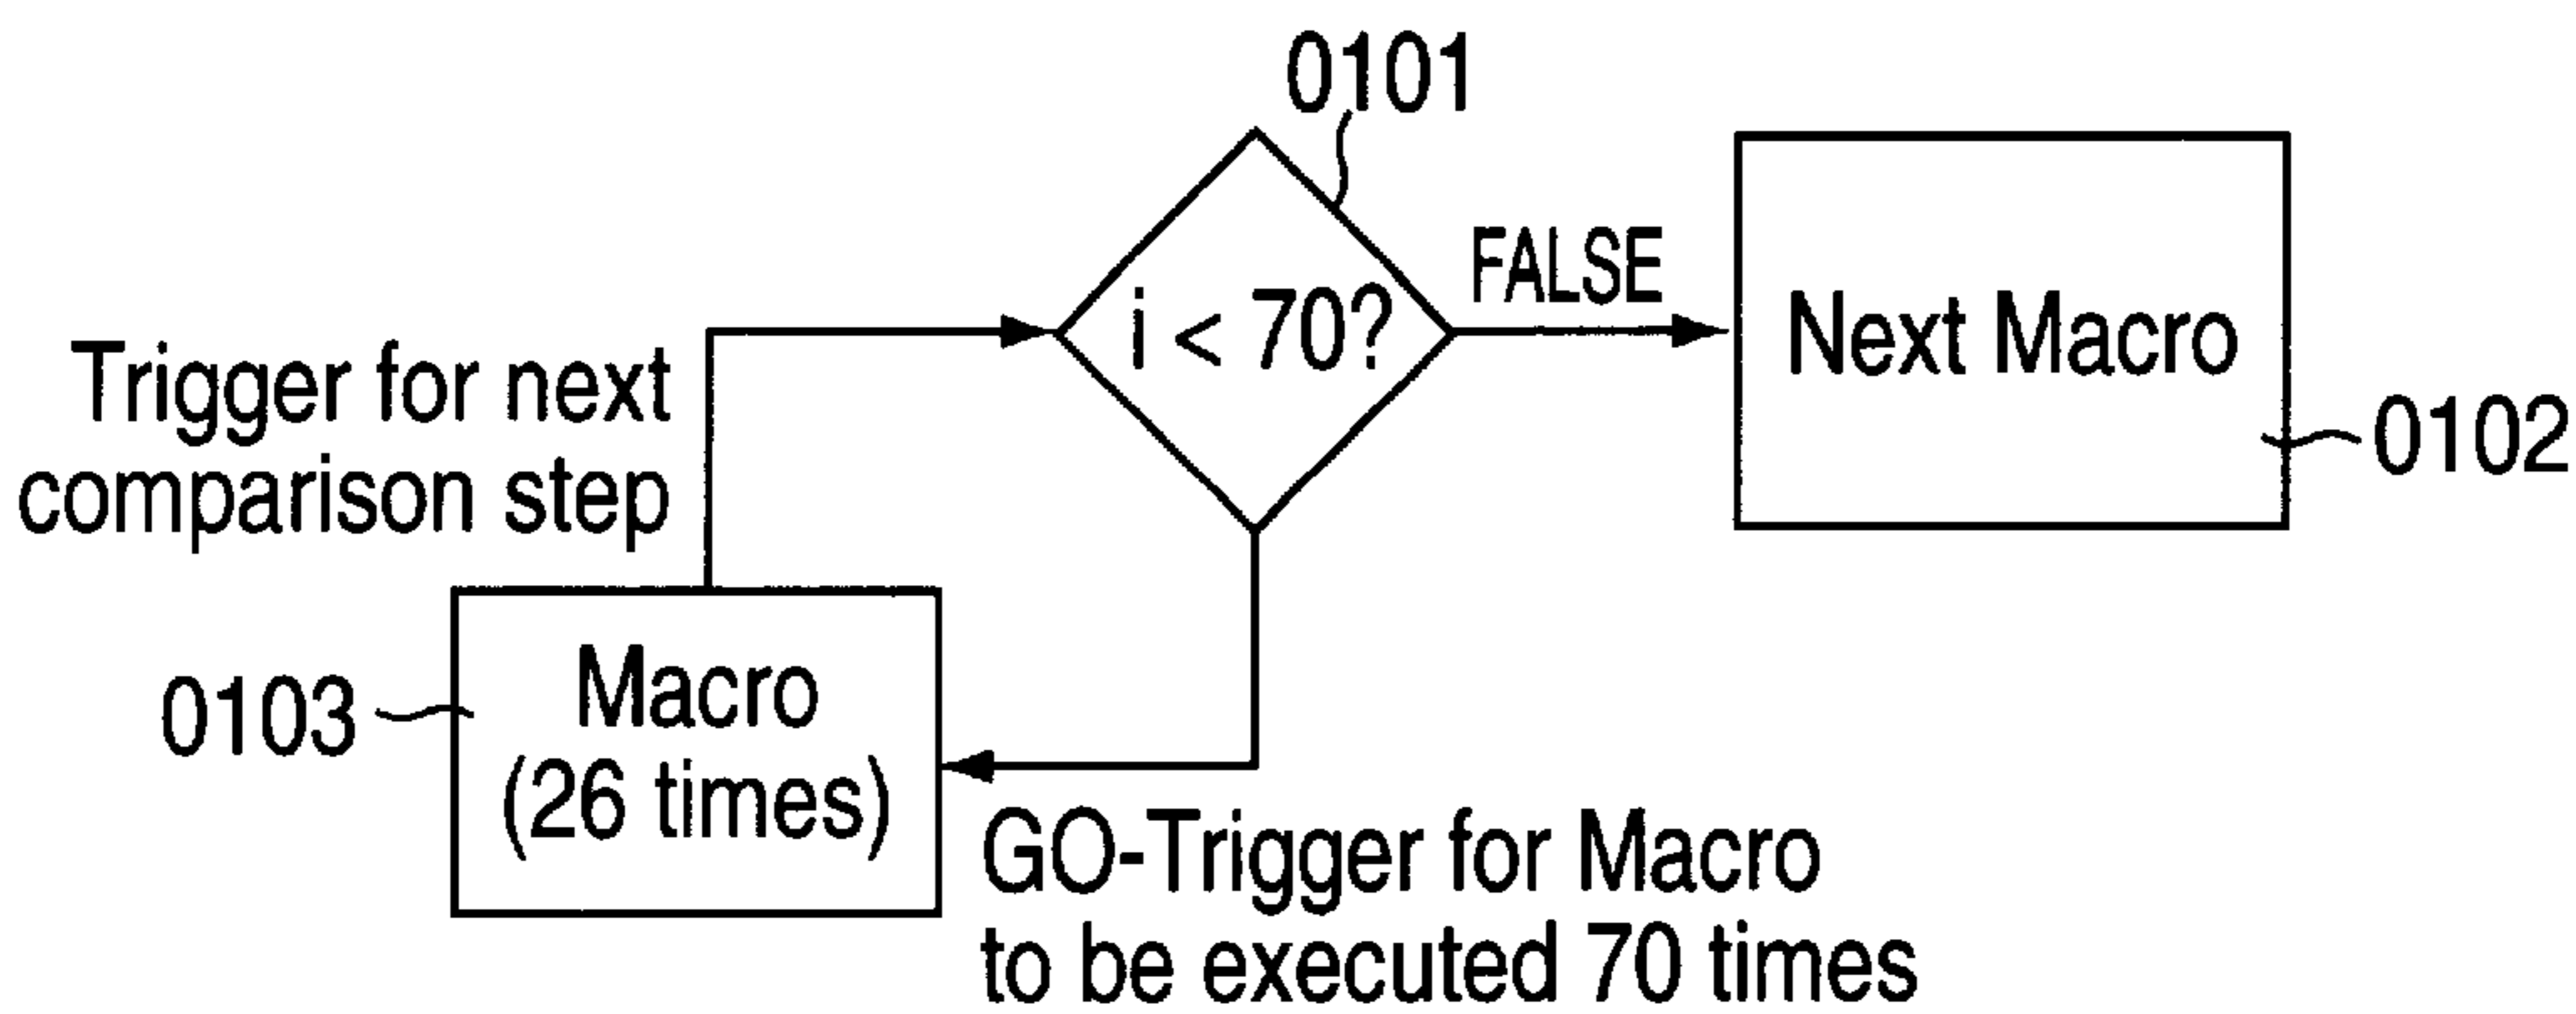 0101
FALSE
i < 70?
Next Macro
0102
Trigger for next
comparison step
0103
Macro
(26 times)
GO-Trigger for Macro
to be executed 70 times